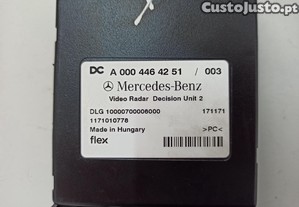 CustoJusto.pt
DC A 000 446 42 51 / 003
Mercedes-Benz
Video Radar Decision Unit 2
DLG 10000700006000 171171
1171010778
Made in Hungary >PC<
flex